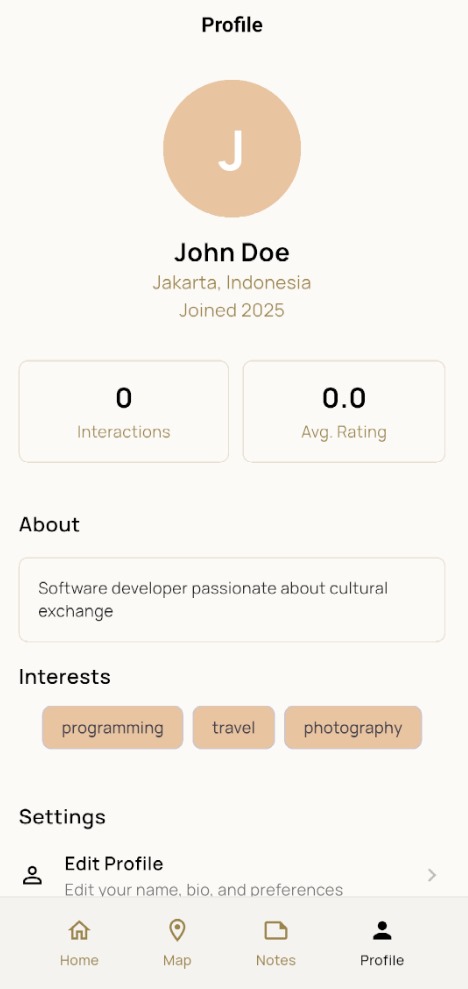 Profile
J
John Doe
Jakarta, Indonesia
Joined 2025
0
Interactions
0.0
Avg. Rating
About
Software developer passionate about cultural
exchange
Interests
programming
travel
photography
Settings
Edit Profile
Edit your name, bio, and preferences
Home
Map
Notes
Profile